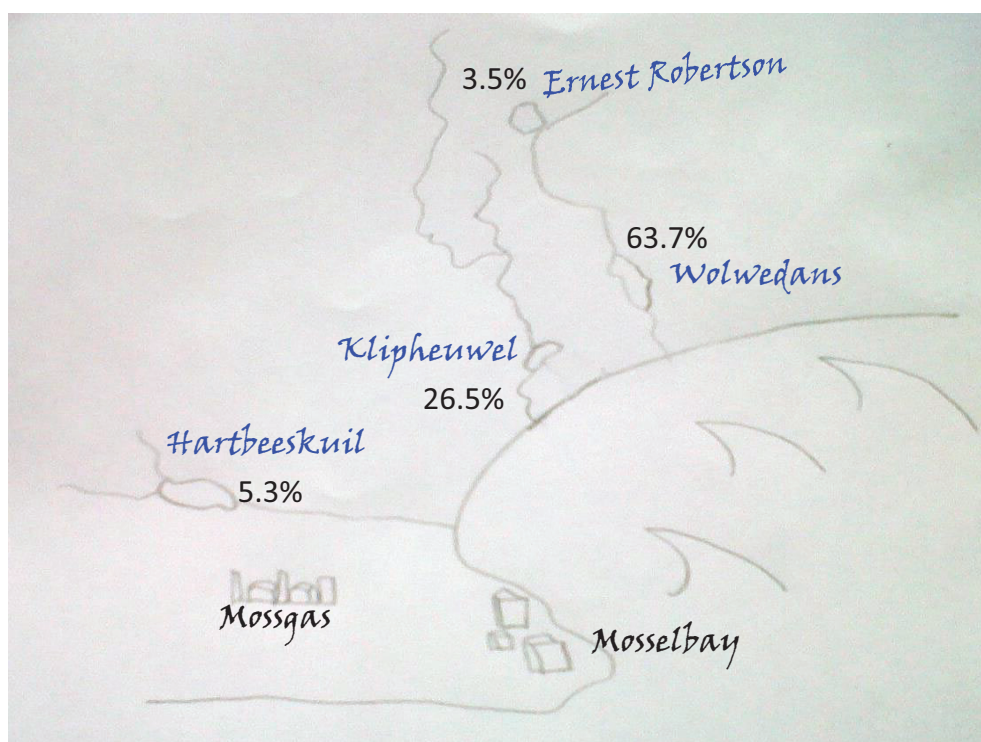 3.5% Ernest Robertson
63.7%
Wolwedans
Klipheuwel
26.5%
Hartbeeskuil
5.3%
Mossgas
Mosselbay